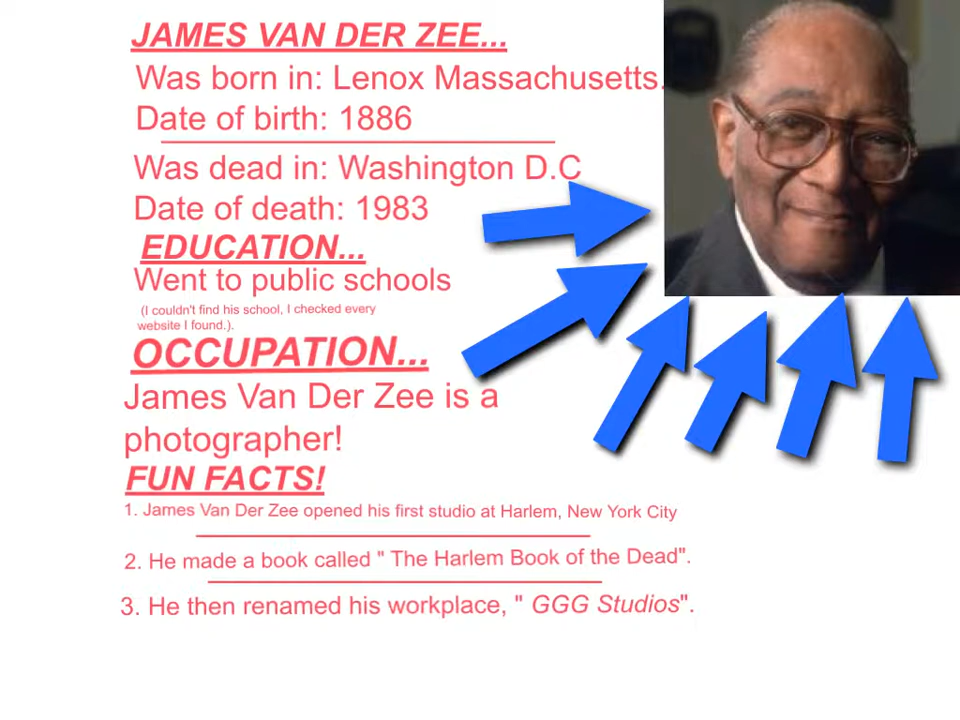 JAMES VAN DER ZEE...
Was born in: Lenox Massachusetts.
Date of birth: 1886
Was dead in: Washington D.C
Date of death: 1983
EDUCATION...
Went to public schools
(I couldn't find his school, I checked every
website I found.).
OCCUPATION...
James Van Der Zee is a
photographer!
FUN FACTS!
1. James Van Der Zee opened his first studio at Harlem, New York City
2. He made a book called " The Harlem Book of the Dead".
3. He then renamed his workplace, " GGG Studios".